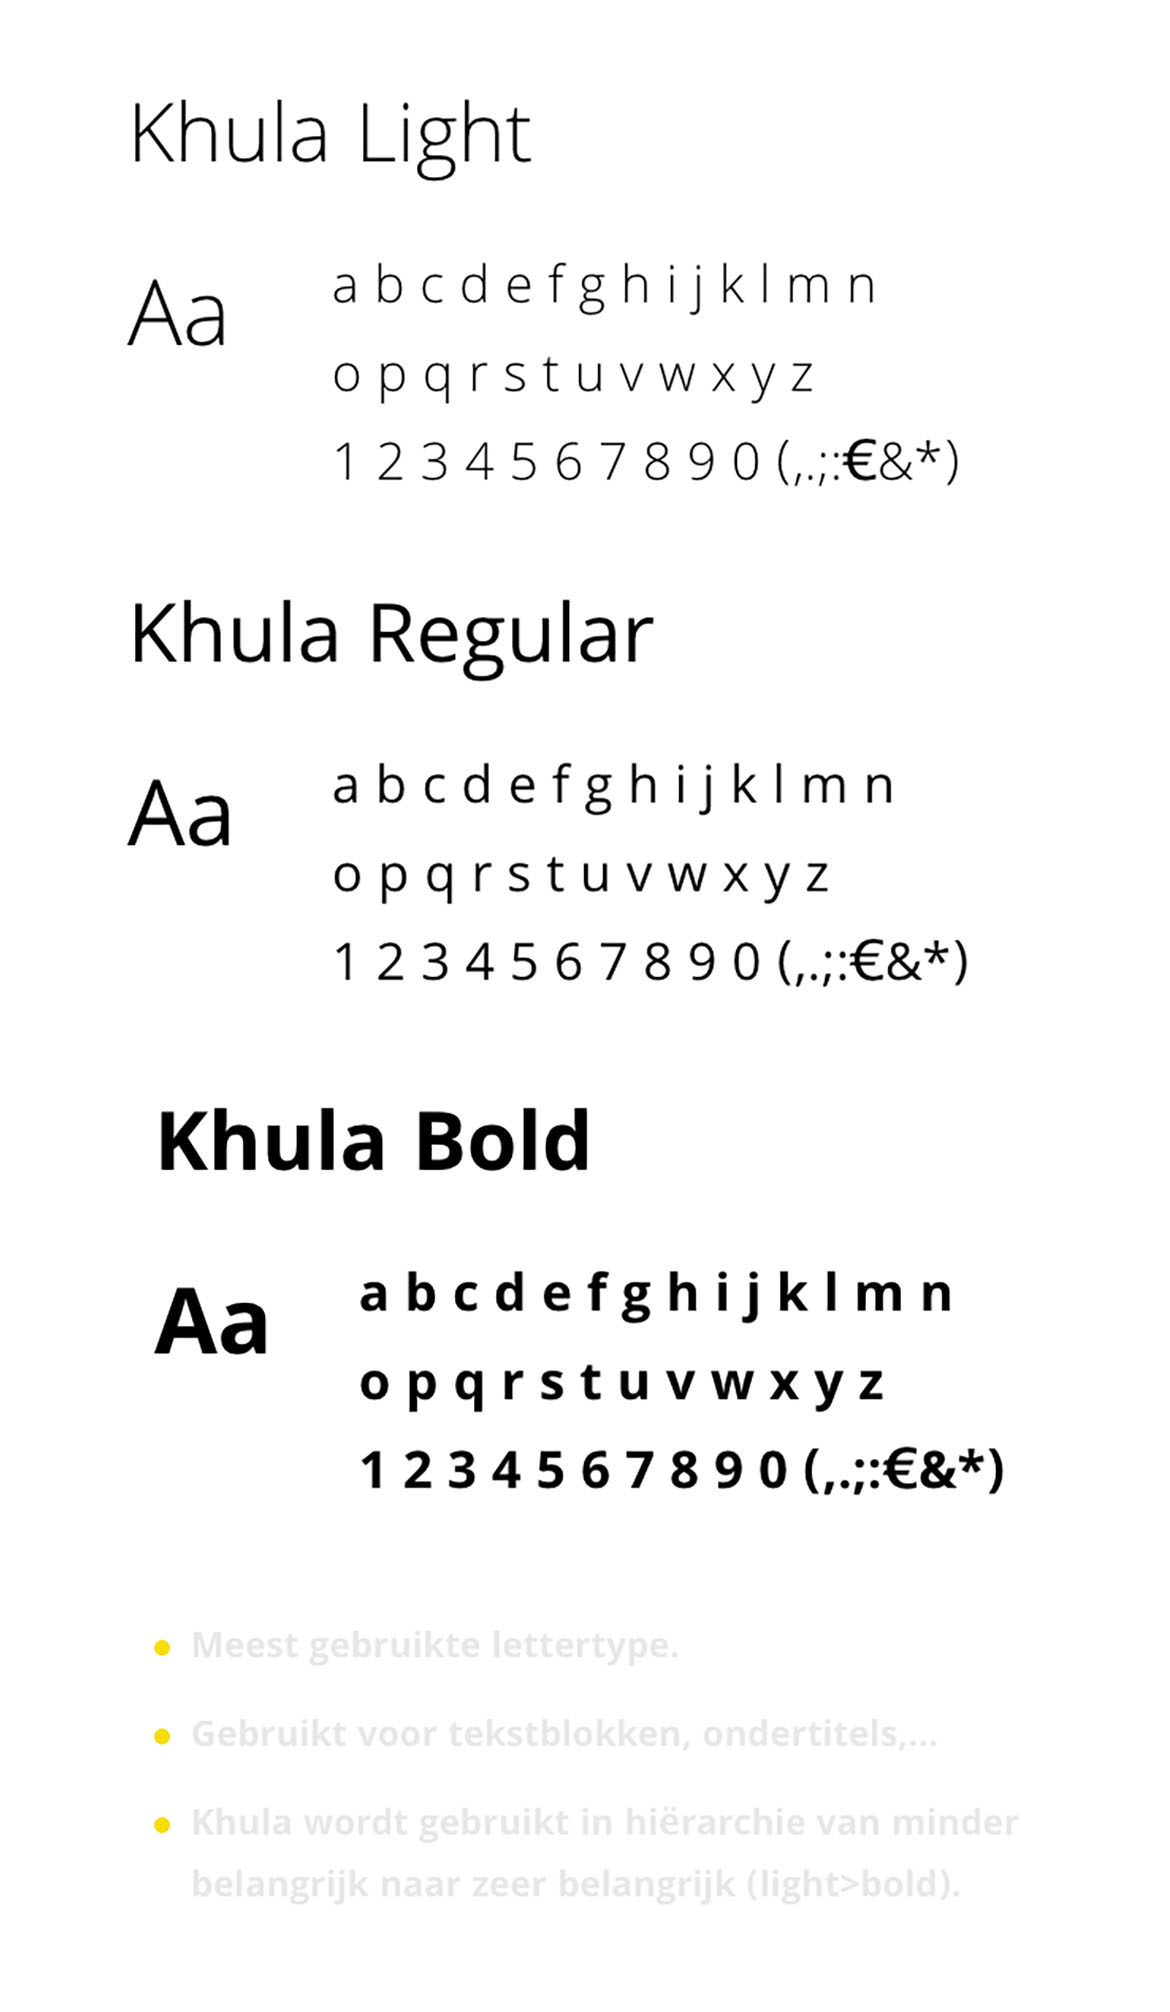 Khula Light
Aa
a b c d e f g h i j k l m n
o p q r s t u v w x y z
1 2 3 4 5 6 7 8 9 0 (,.;:€&*)
Khula Regular
Aa
a b c d e f g h i j k l m n
o p q r s t u v w x y z
1 2 3 4 5 6 7 8 9 0 (,.;:€&*)
Khula Bold
Aa
a b c d e f g h i j k l m n
o p q r s t u v w x y z
1 2 3 4 5 6 7 8 9 0 (,.;:€&*)
Meest gebruikte lettertype.
Gebruikt voor tekstblokken, ondertitels,...
Khula wordt gebruikt in hiërarchie van minder
belangrijk naar zeer belangrijk (light>bold).